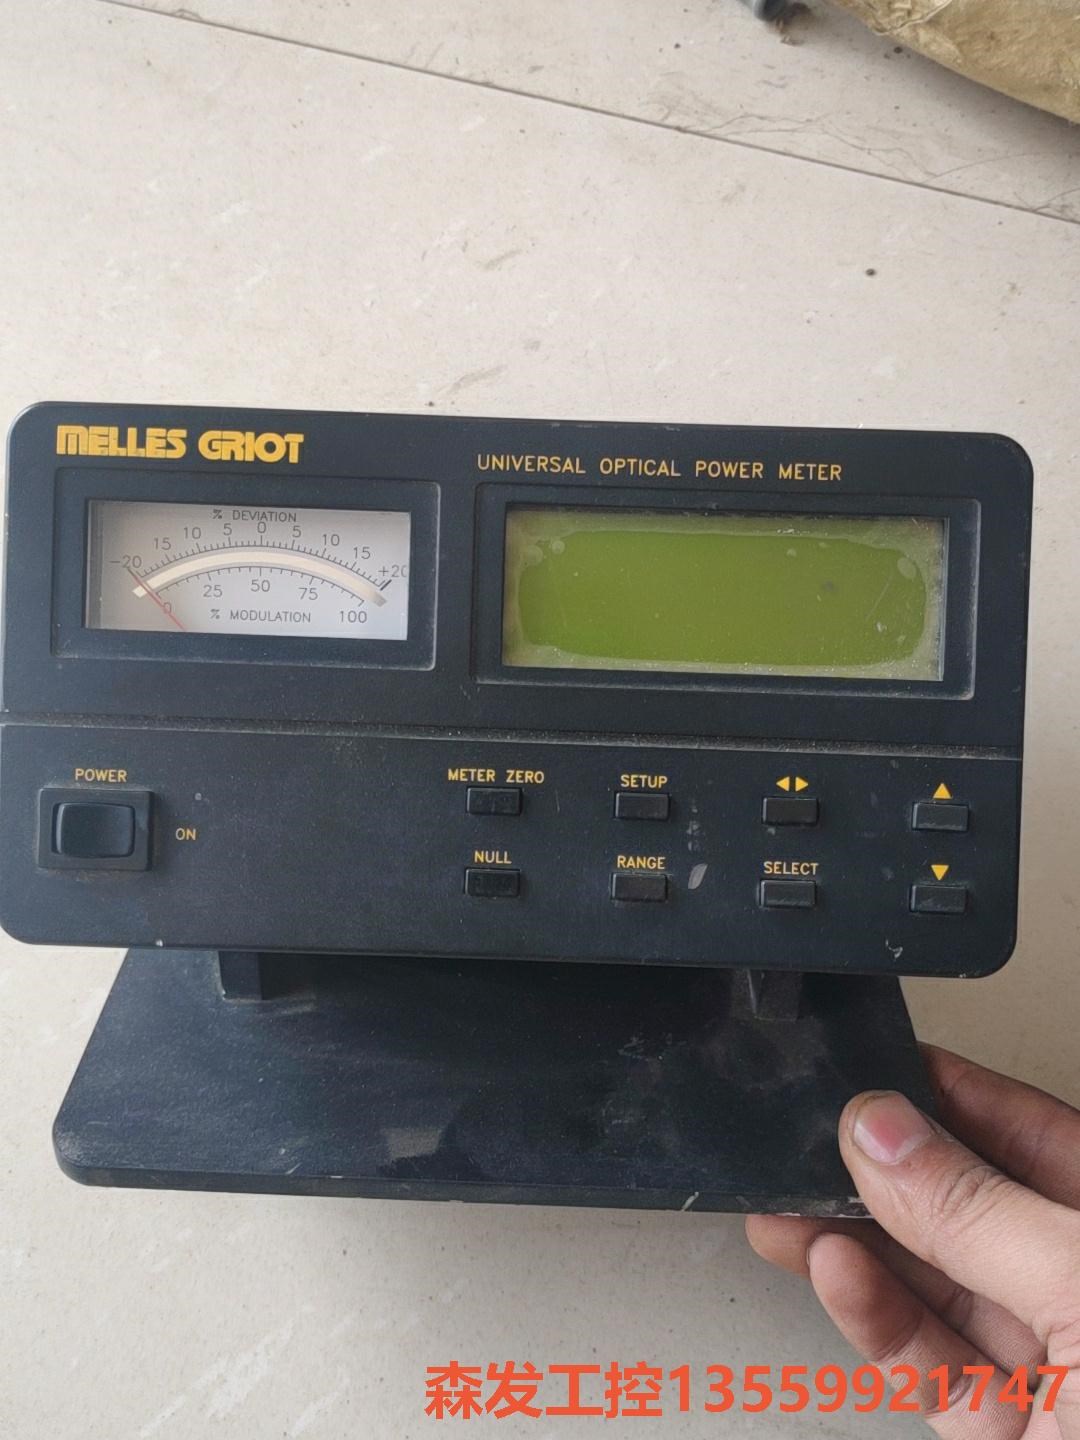 MELLES GRIOT
UNIVERSAL OPTICAL POWER METER
% DEVIATION
-20 15 10 5 0 5 10 15 +20
0 25 50 75 100
% MODULATION
POWER
ON
METER ZERO
SETUP
◀ ▶
▲
NULL
RANGE
SELECT
▼
森发工控13559921747